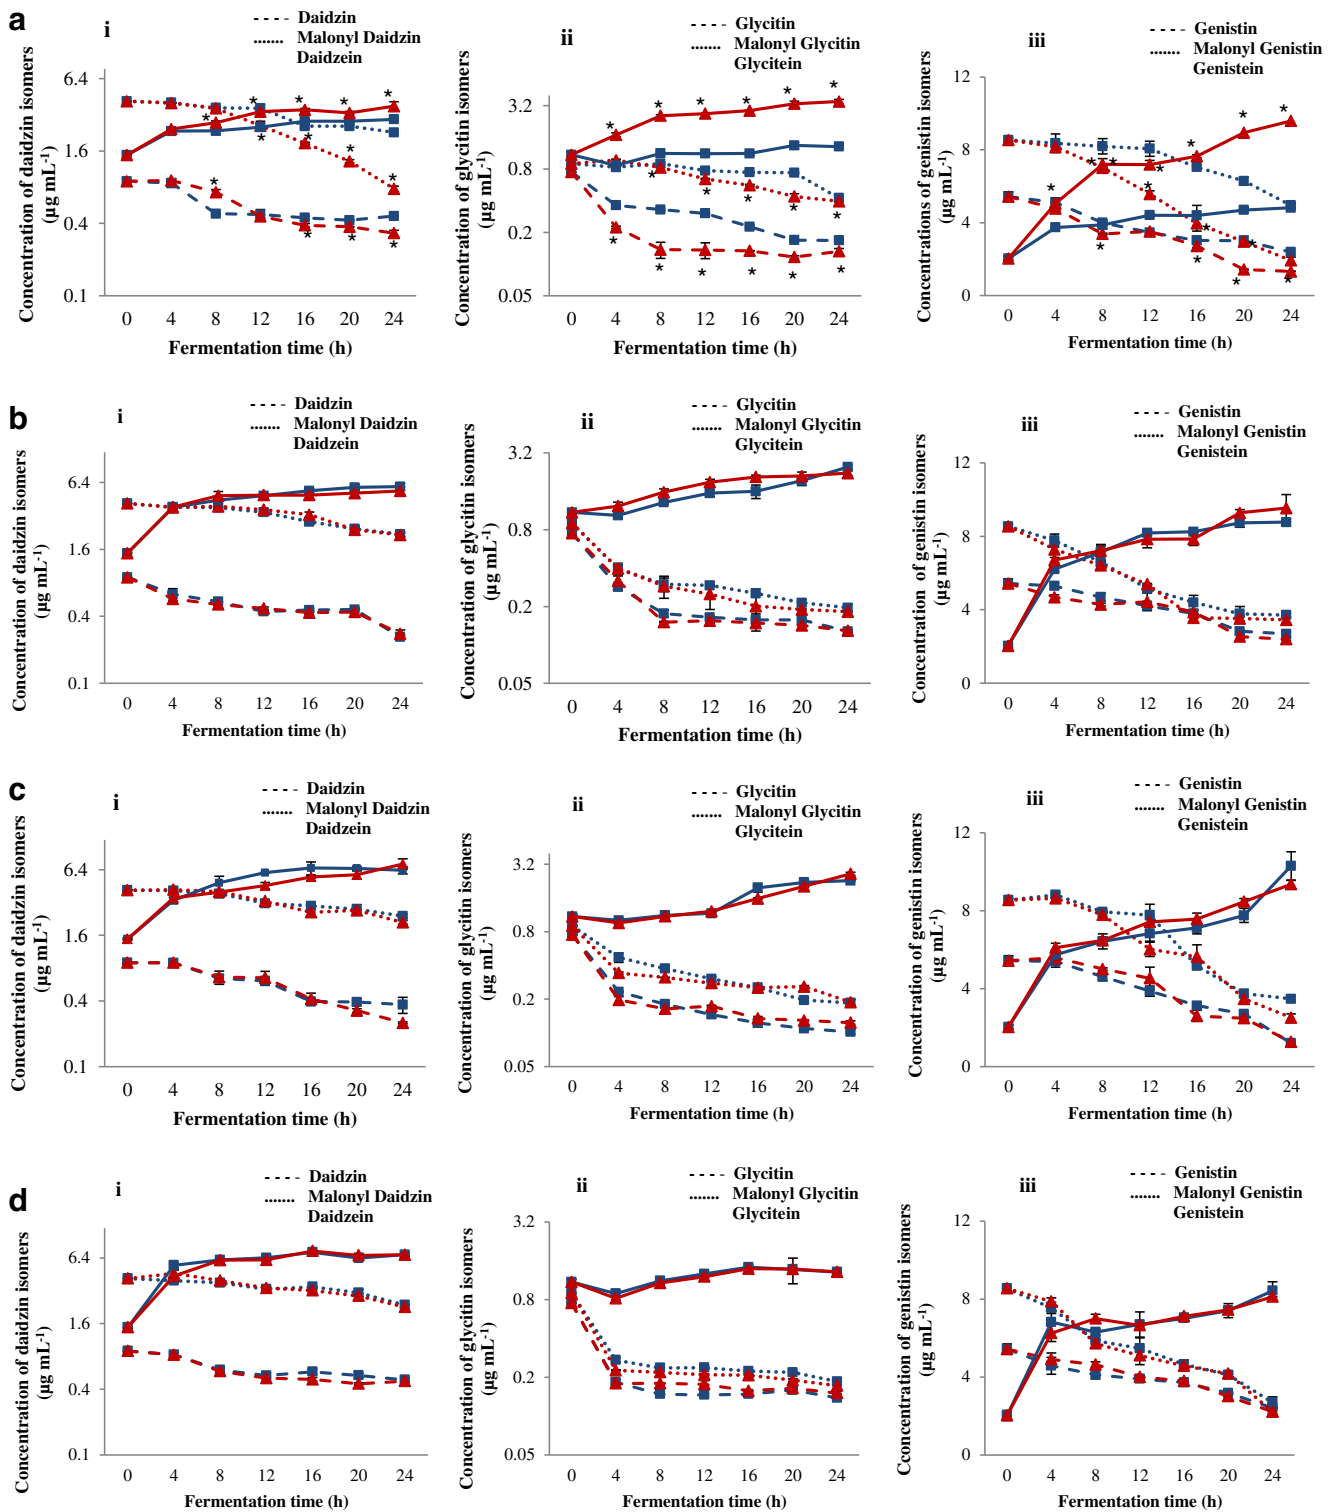 a
i
- - - - Daidzin
....... Malonyl Daidzin
Daidzein
Concentration of daidzin isomers
(µg mL-1)
6.4
1.6
0.4
0.1
0 4 8 12 16 20 24
Fermentation time (h)
ii
- - - - Glycitin
....... Malonyl Glycitin
Glycitein
Concentration of glycitin isomers
(µg mL-1)
3.2
0.8
0.2
0.05
0 4 8 12 16 20 24
Fermentation time (h)
iii
- - - - Genistin
....... Malonyl Genistin
Genistein
Concentrations of genistin isomers
(µg mL-1)
12
8
4
0
0 4 8 12 16 20 24
Fermentation time (h)
b
i
- - - - Daidzin
....... Malonyl Daidzin
Daidzein
Concentration of daidzin isomers
(µg mL-1)
6.4
1.6
0.4
0.1
0 4 8 12 16 20 24
Fermentation time (h)
ii
- - - - Glycitin
....... Malonyl Glycitin
Glycitein
Concentration of glycitin isomers
(µg mL-1)
3.2
0.8
0.2
0.05
0 4 8 12 16 20 24
Fermentation time (h)
iii
- - - - Genistin
....... Malonyl Genistin
Genistein
Concentration of genistin isomers
(µg mL-1)
12
8
4
0
0 4 8 12 16 20 24
Fermentation time (h)
c
i
- - - - Daidzin
....... Malonyl Daidzin
Daidzein
Concentration of daidzin isomers
(µg mL-1)
6.4
1.6
0.4
0.1
0 4 8 12 16 20 24
Fermentation time (h)
ii
- - - - Glycitin
....... Malonyl Glycitin
Glycitein
Concentration of glycitin isomers
(µg mL-1)
3.2
0.8
0.2
0.05
0 4 8 12 16 20 24
Fermentation time (h)
iii
- - - - Genistin
....... Malonyl Genistin
Genistein
Concentration of genistin isomers
(µg mL-1)
12
8
4
0
0 4 8 12 16 20 24
Fermentation time (h)
d
i
- - - - Daidzin
....... Malonyl Daidzin
Daidzein
Concentration of daidzin isomers
(µg mL-1)
6.4
1.6
0.4
0.1
0 4 8 12 16 20 24
Fermentation time (h)
ii
- - - - Glycitin
....... Malonyl Glycitin
Glycitein
Concentration of glycitin isomers
(µg mL-1)
3.2
0.8
0.2
0.05
0 4 8 12 16 20 24
Fermentation time (h)
iii
- - - - Genistin
....... Malonyl Genistin
Genistein
Cconcentration of genistin isomers
(µg mL-1)
12
8
4
0
0 4 8 12 16 20 24
Fermentation time (h)